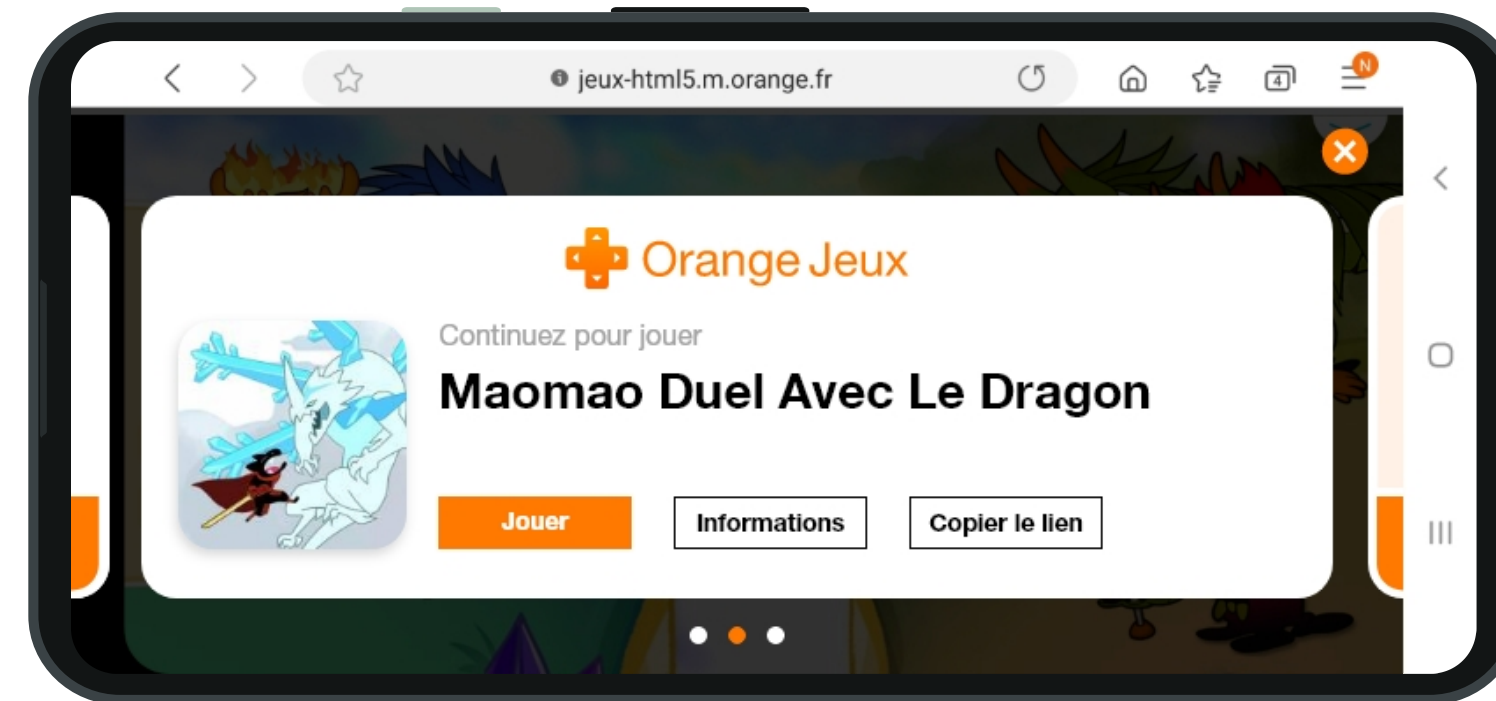 jeux-html5.m.orange.fr
4
N
Orange Jeux
Continuez pour jouer
Maomao Duel Avec Le Dragon
Jouer
Informations
Copier le lien